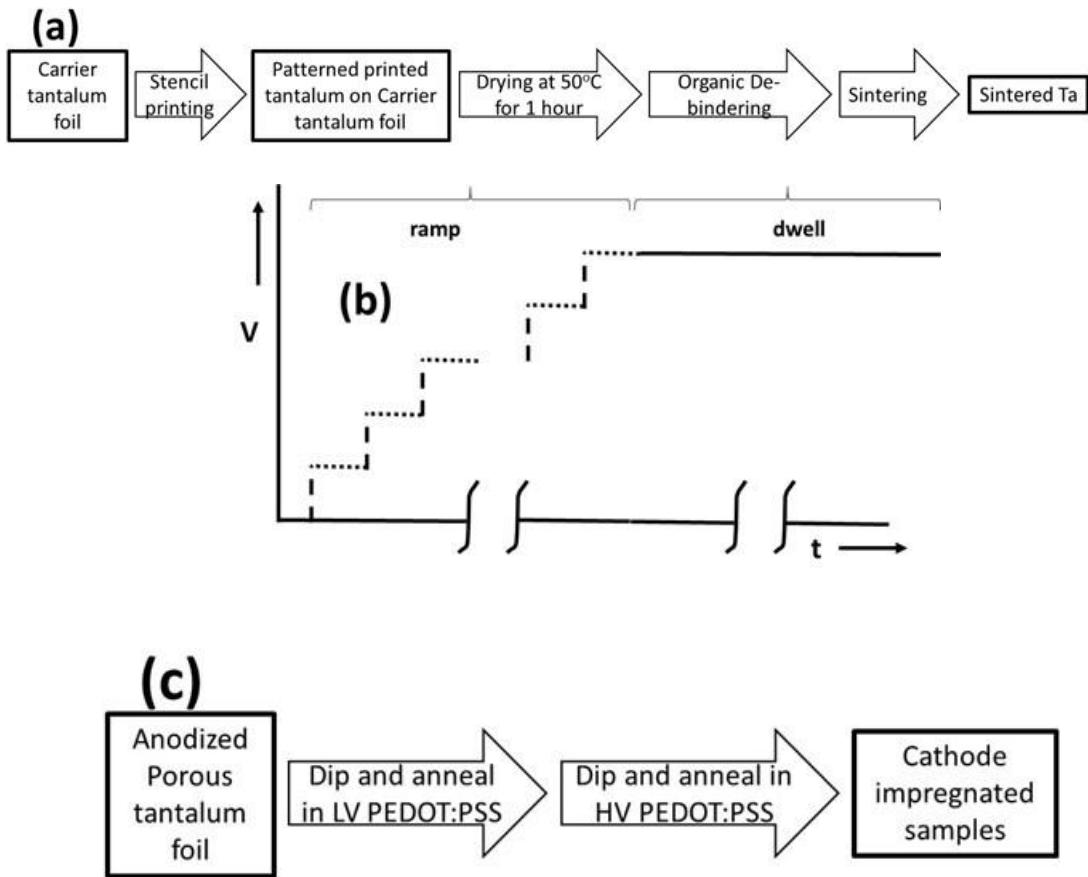 (a)
Carrier
tantalum
foil
Stencil
printing
Patterned printed
tantalum on Carrier
tantalum foil
Drying at 50°C
for 1 hour
Organic De-
bindering
Sintering
Sintered Ta
ramp
dwell
(b)
V
t
(c)
Anodized
Porous
tantalum
foil
Dip and anneal
in LV PEDOT:PSS
Dip and anneal in
HV PEDOT:PSS
Cathode
impregnated
samples